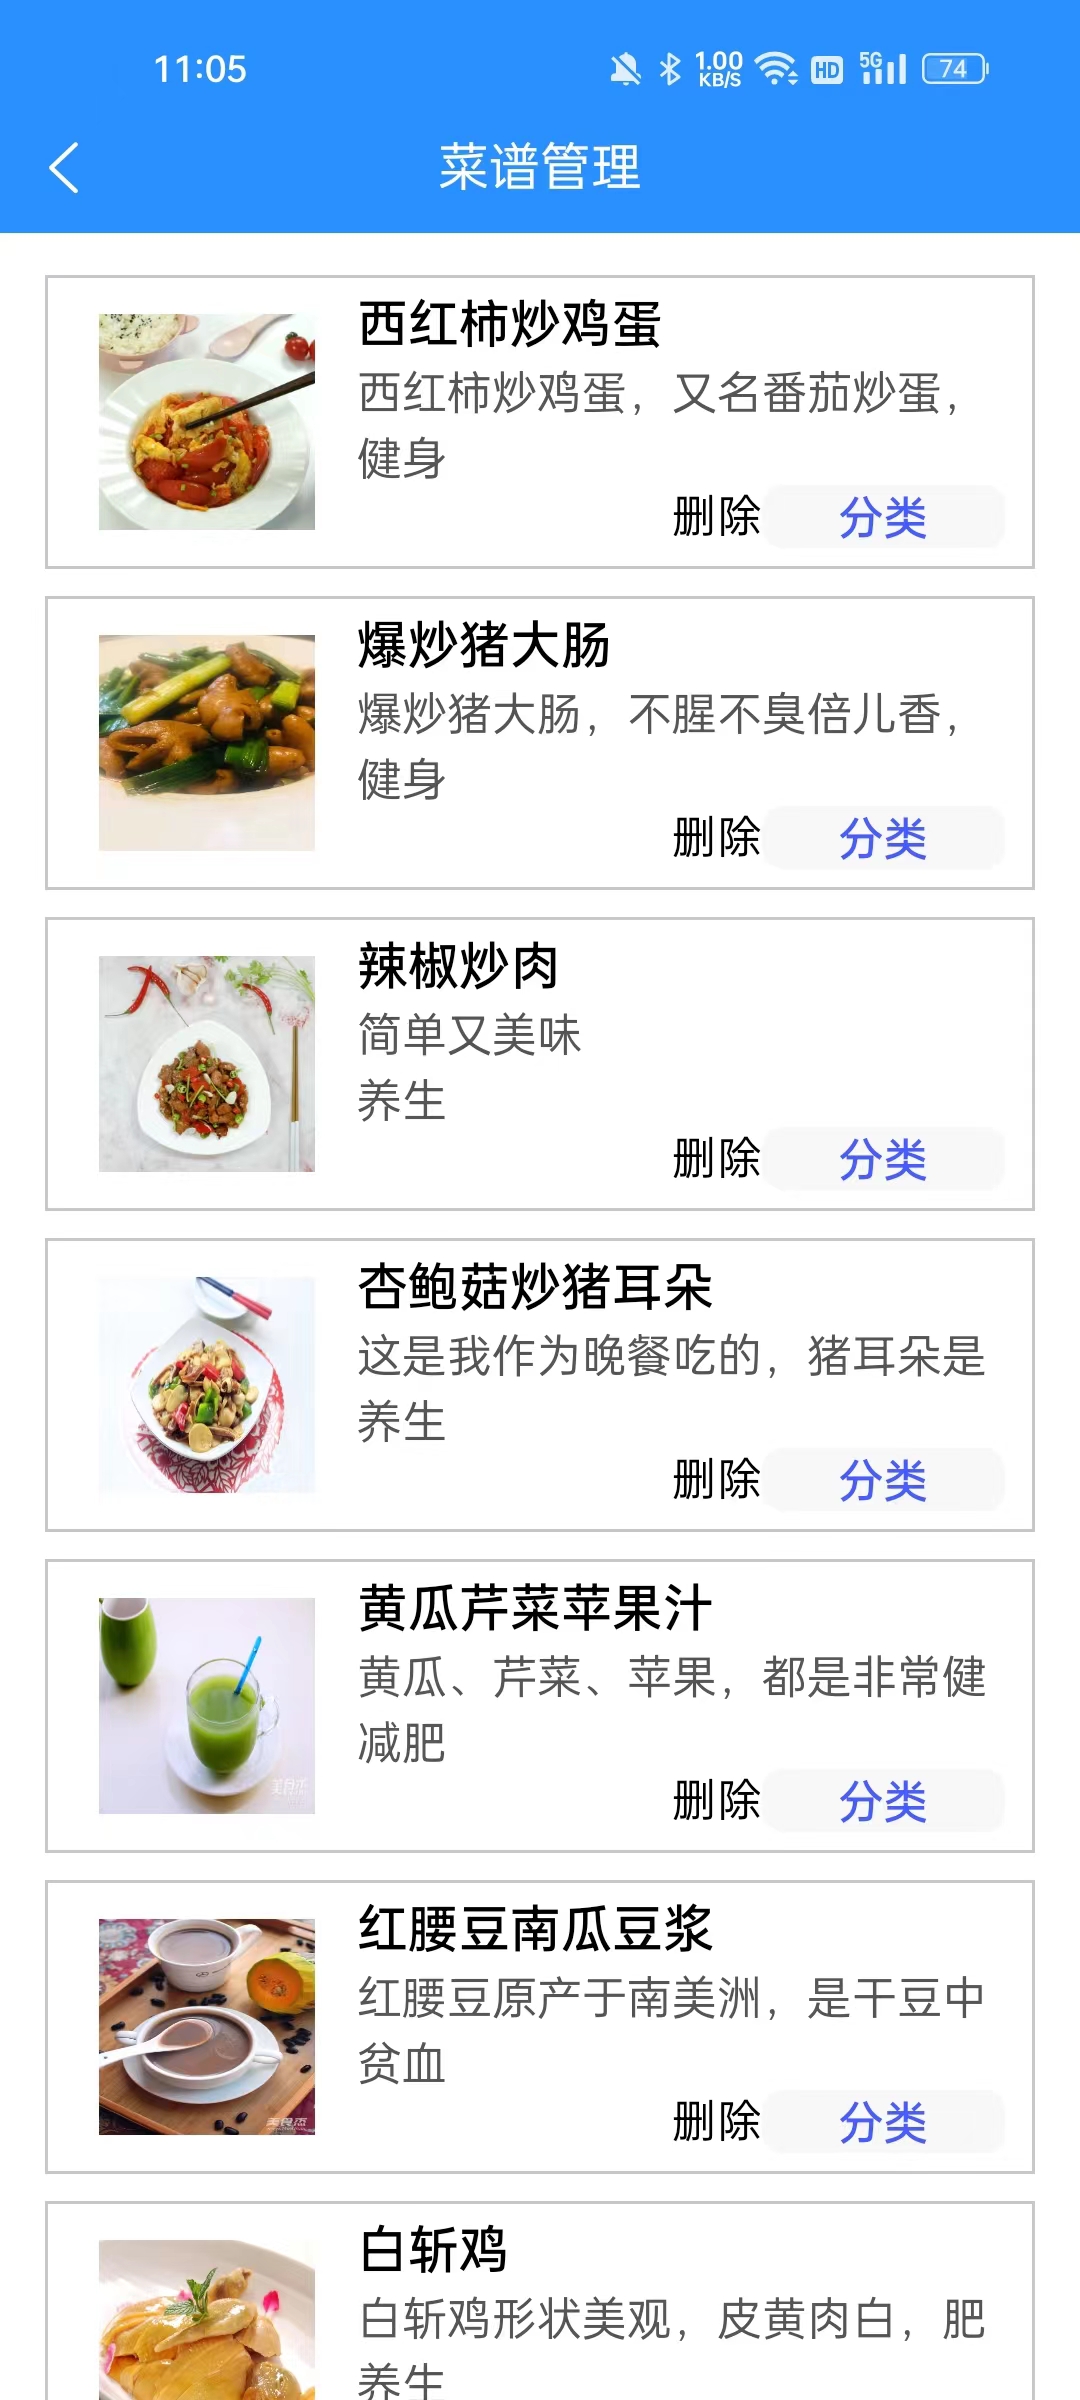 11:05
1.00 KB/S HD 5G 74
菜谱管理
西红柿炒鸡蛋
西红柿炒鸡蛋，又名番茄炒蛋，
健身
删除 分类
爆炒猪大肠
爆炒猪大肠，不腥不臭倍儿香，
健身
删除 分类
辣椒炒肉
简单又美味
养生
删除 分类
杏鲍菇炒猪耳朵
这是我作为晚餐吃的，猪耳朵是
养生
删除 分类
黄瓜芹菜苹果汁
黄瓜、芹菜、苹果，都是非常健
减肥
删除 分类
红腰豆南瓜豆浆
红腰豆原产于南美洲，是干豆中
贫血
美食杰
删除 分类
白斩鸡
白斩鸡形状美观，皮黄肉白，肥
养生